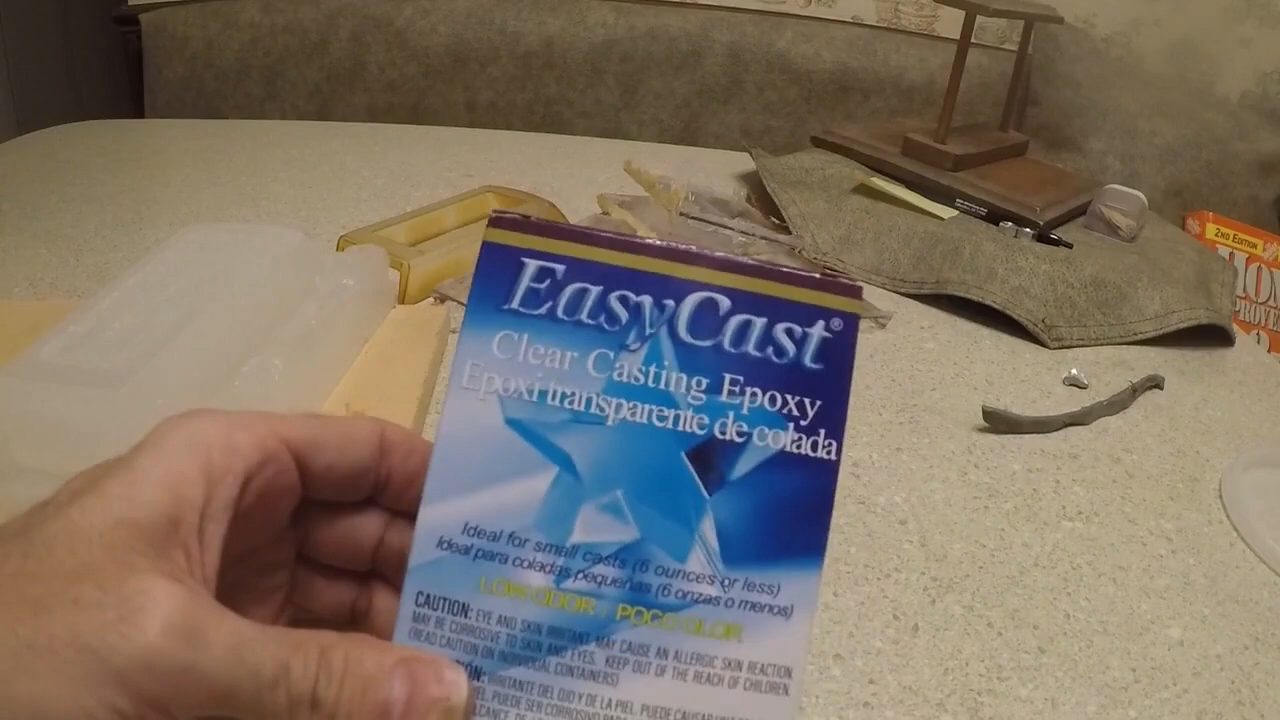 EasyCast®
Clear Casting Epoxy
Epoxi transparente de colada
Ideal for small casts (6 ounces or less)
Ideal para coladas pequeñas (6 onzas o menos)
LOW ODOR POCO OLOR
CAUTION: EYE AND SKIN IRRITANT. MAY CAUSE AN ALLERGIC SKIN REACTION.
MAY BE CORROSIVE TO SKIN AND EYES. KEEP OUT OF THE REACH OF CHILDREN.
(READ CAUTION ON INDIVIDUAL CONTAINERS)
IRRITANTE DEL OJO Y DE LA PIEL. PUEDE CAUSAR
PUEDE SER CORROSIVO
2ND EDITION